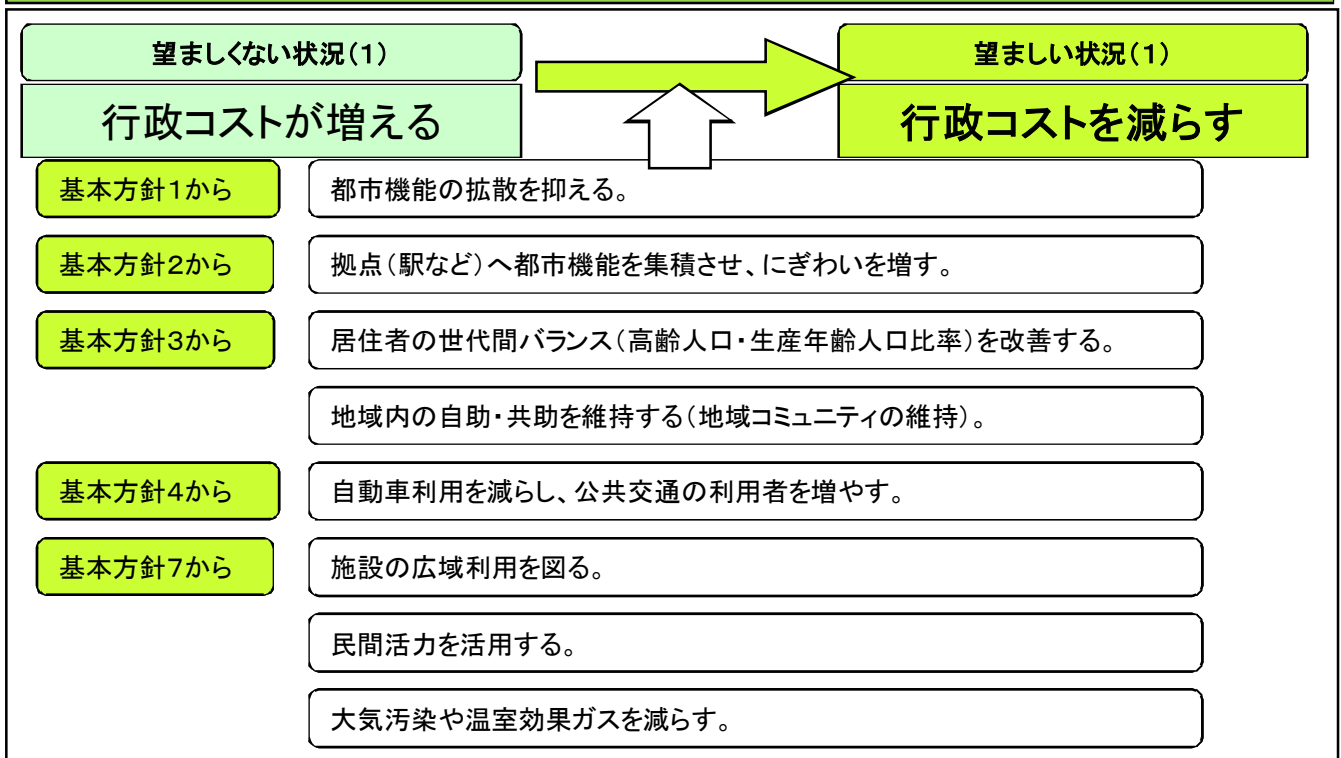 望ましくない状況(1)
望ましい状況(1)
行政コストが増える
行政コストを減らす
基本方針1から
都市機能の拡散を抑える。
基本方針2から
拠点(駅など)へ都市機能を集積させ、にぎわいを増す。
基本方針3から
居住者の世代間バランス(高齢人口・生産年齢人口比率)を改善する。
地域内の自助・共助を維持する(地域コミュニティの維持)。
基本方針4から
自動車利用を減らし、公共交通の利用者を増やす。
基本方針7から
施設の広域利用を図る。
民間活力を活用する。
大気汚染や温室効果ガスを減らす。